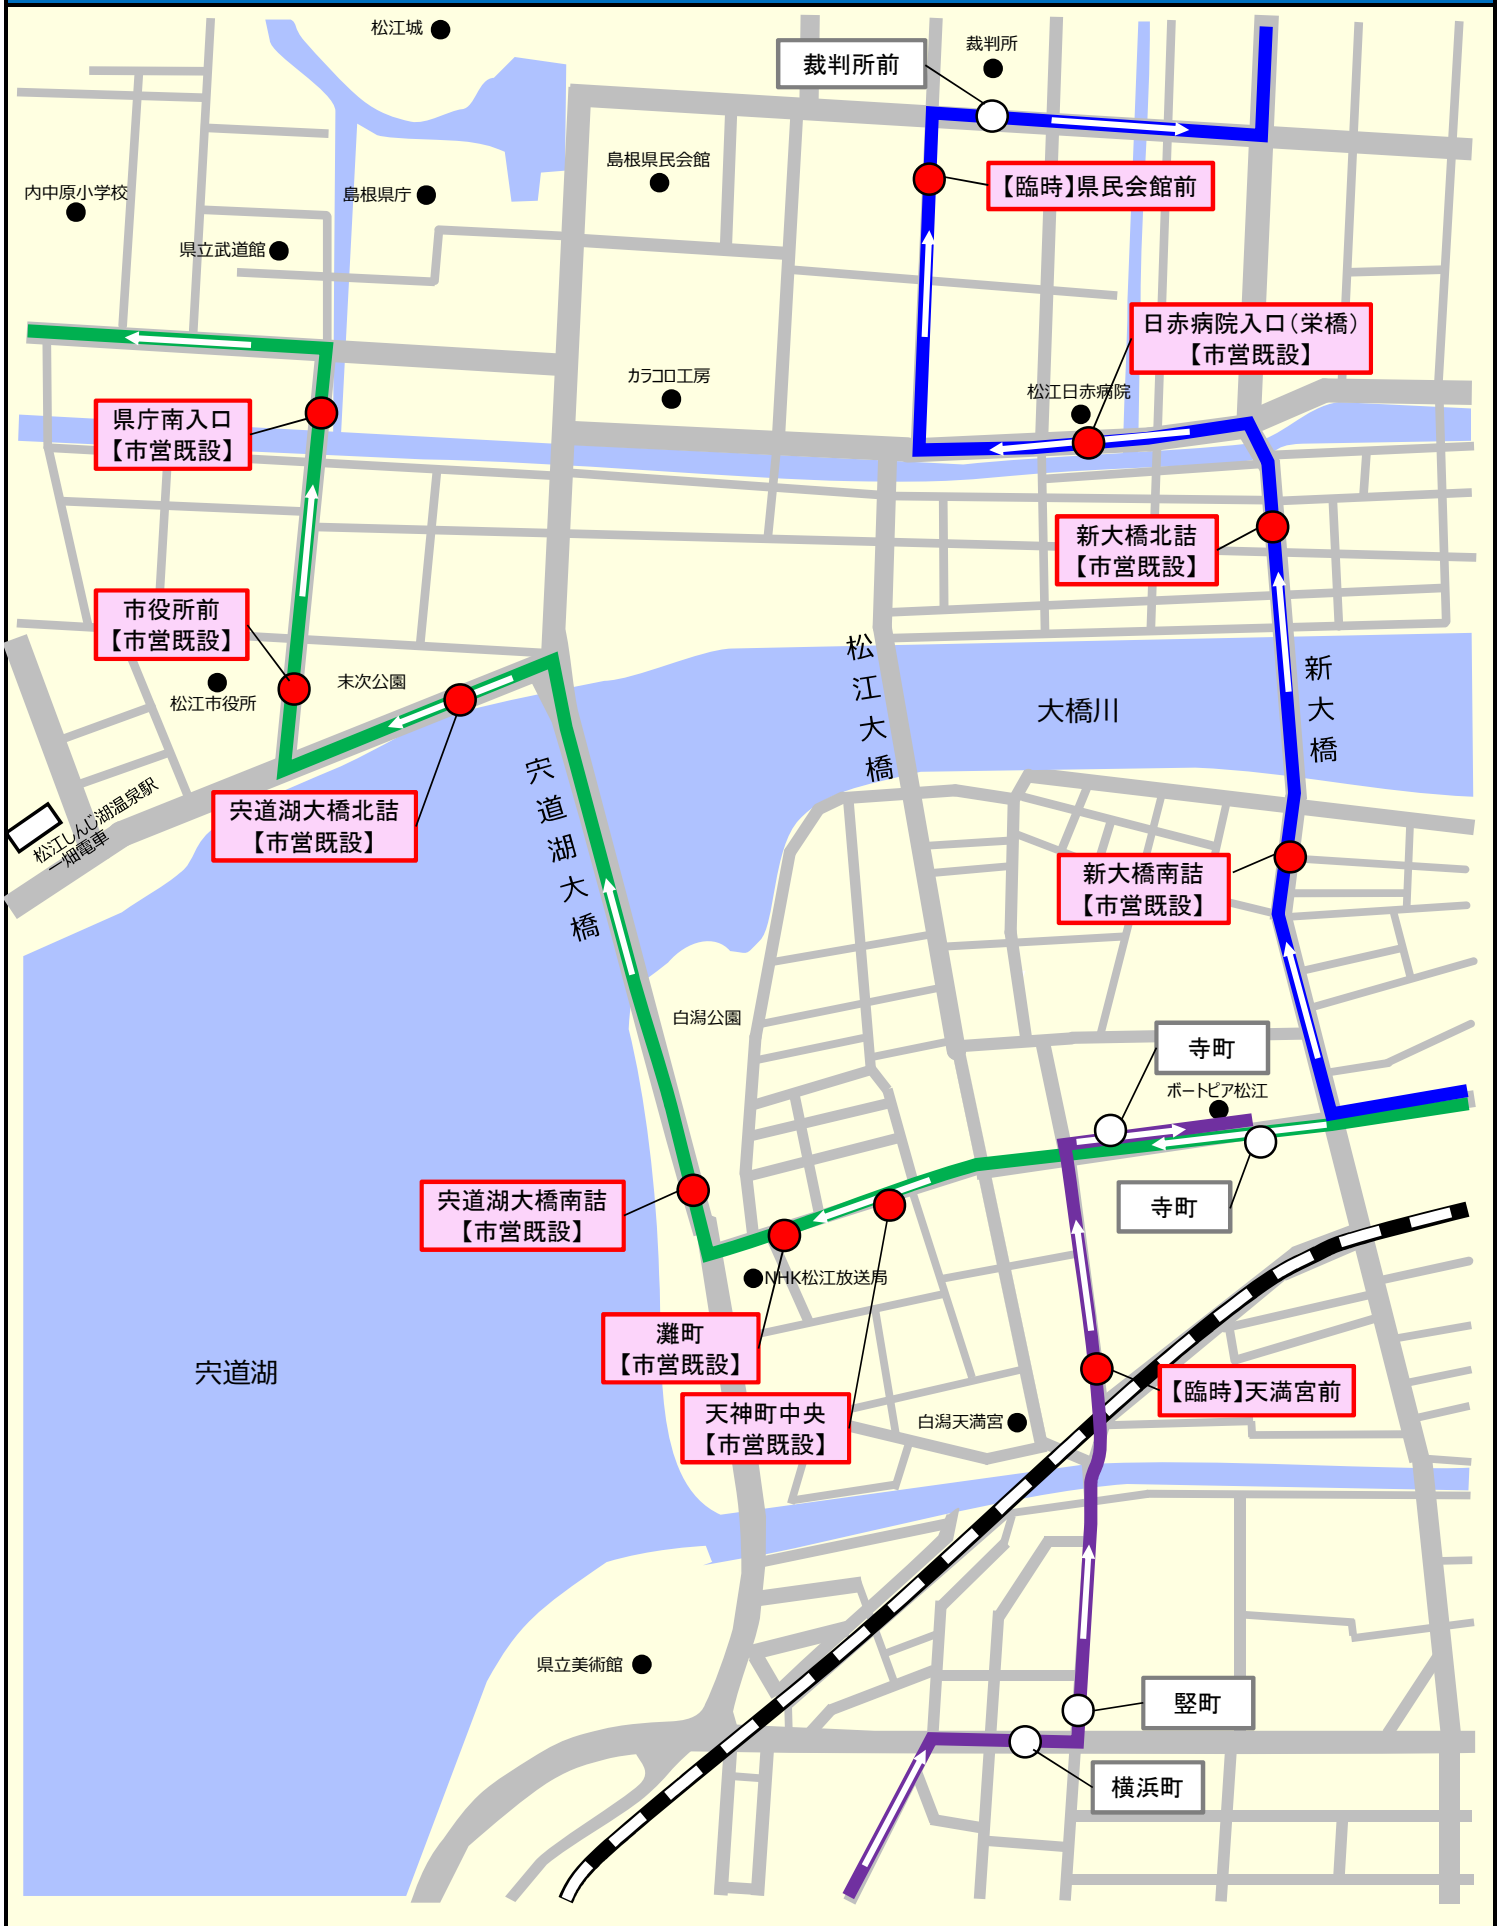 松江城
裁判所
裁判所前
島根県民会館
内中原小学校
島根県庁
【臨時】県民会館前
県立武道館
日赤病院入口（栄橋）
【市営既設】
カラコロ工房
松江日赤病院
県庁南入口
【市営既設】
新大橋北詰
【市営既設】
市役所前
【市営既設】
松江大橋
新大橋
末次公園
松江市役所
大橋川
宍道湖大橋
松江しんじ湖温泉駅
一畑電車
宍道湖大橋北詰
【市営既設】
新大橋南詰
【市営既設】
白潟公園
寺町
ボートピア松江
宍道湖大橋南詰
【市営既設】
寺町
NHK松江放送局
灘町
【市営既設】
宍道湖
【臨時】天満宮前
天神町中央
【市営既設】
白潟天満宮
県立美術館
竪町
横浜町